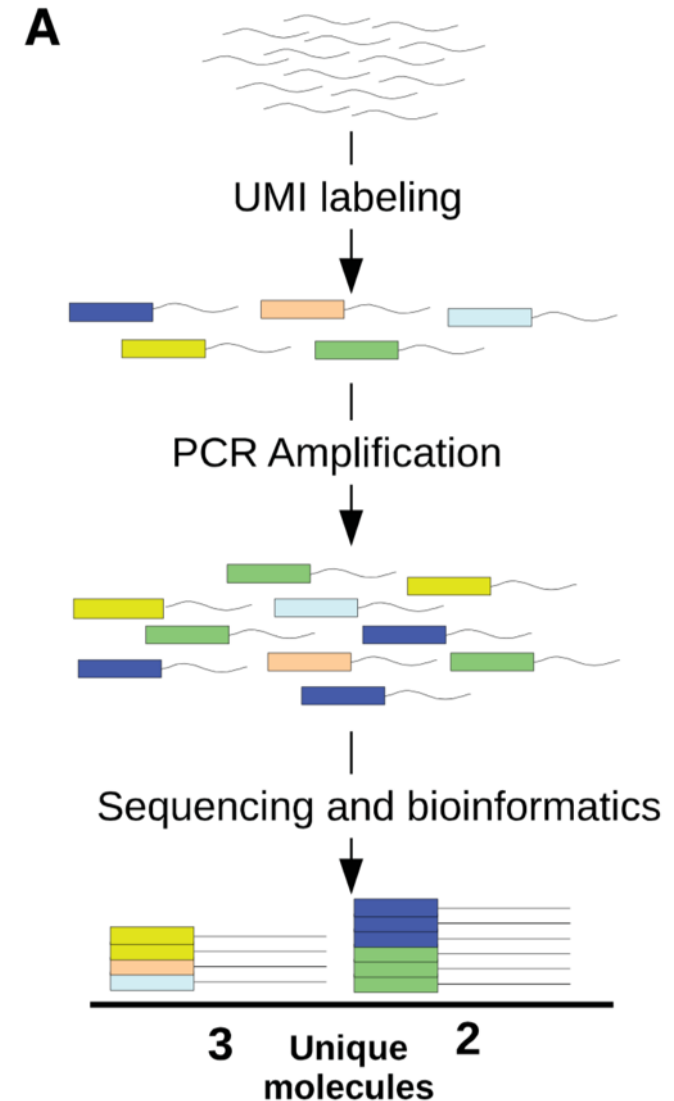 A
UMI labeling
PCR Amplification
Sequencing and bioinformatics
3 Unique 2
molecules